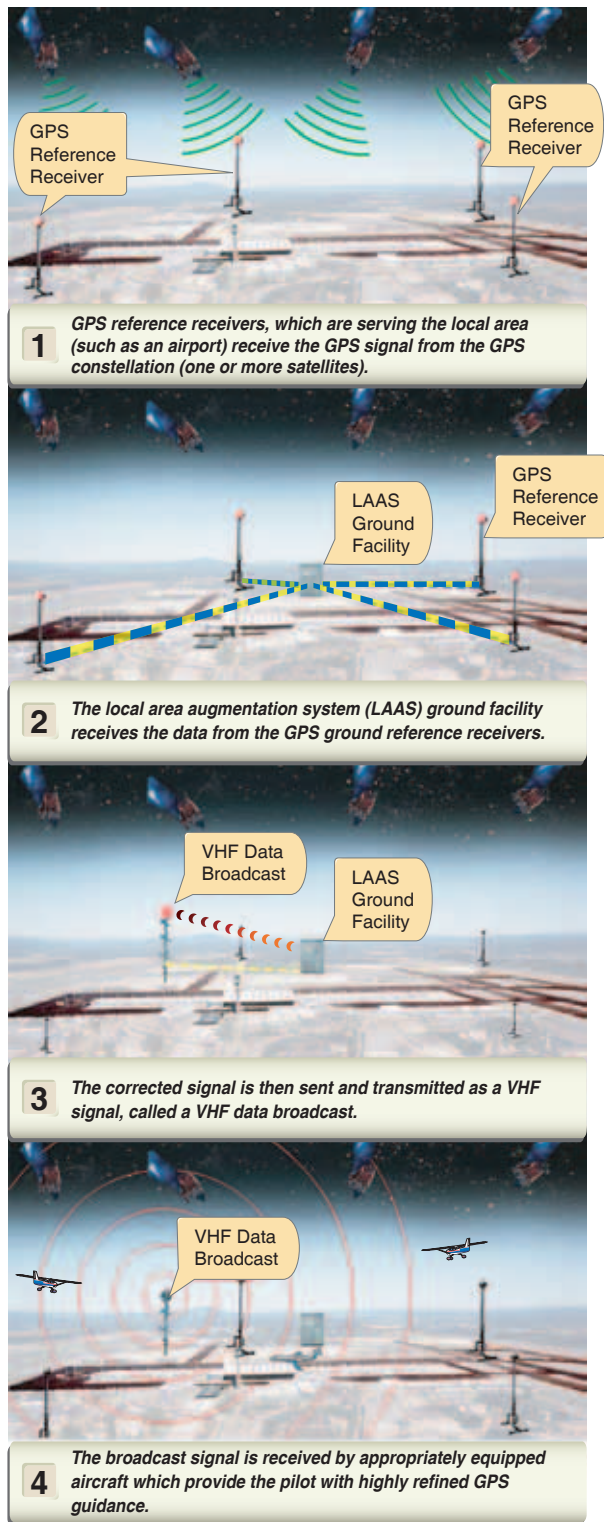 GPS
Reference
Receiver
GPS
Reference
Receiver
1
GPS reference receivers, which are serving the local area
(such as an airport) receive the GPS signal from the GPS
constellation (one or more satellites).
LAAS
Ground
Facility
GPS
Reference
Receiver
2
The local area augmentation system (LAAS) ground facility
receives the data from the GPS ground reference receivers.
VHF Data
Broadcast
LAAS
Ground
Facility
3
The corrected signal is then sent and transmitted as a VHF
signal, called a VHF data broadcast.
VHF Data
Broadcast
4
The broadcast signal is received by appropriately equipped
aircraft which provide the pilot with highly refined GPS
guidance.